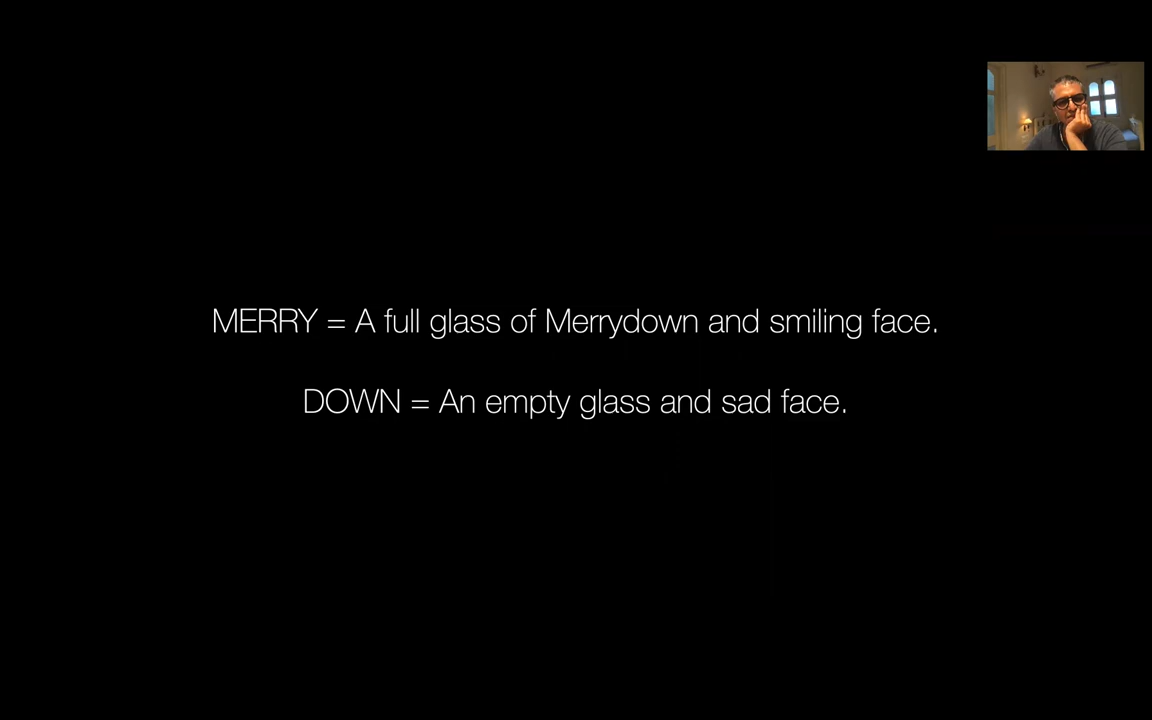 MERRY = A full glass of Merrydown and smiling face.
DOWN = An empty glass and sad face.